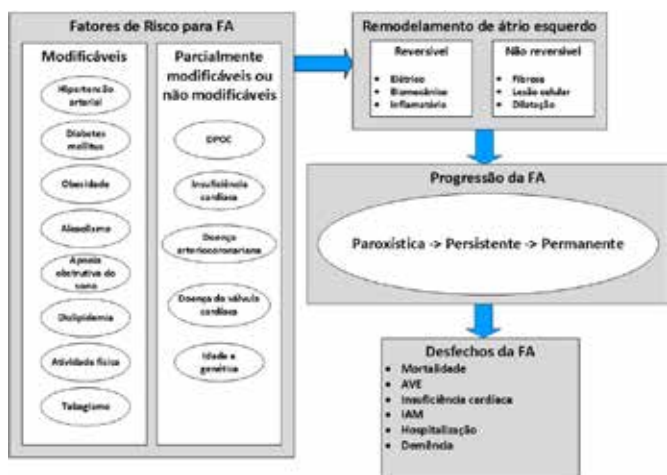 Fatores de Risco para FA
Modificáveis
Hipertensão
arterial
Diabetes
mellitus
Obesidade
Alcoolismo
Apneia
obstrutiva do
sono
Dislipidemia
Atividade física
Tabagismo
Parcialmente
modificáveis ou
não modificáveis
DPOC
Insuficiência
cardíaca
Doença
arteriocoronariana
Doença da válvula
cardíaca
Idade e
genética
Remodelamento de átrio esquerdo
Reversível
• Elétrico
• Biomecânico
• Inflamatório
Não reversível
• Fibrose
• Lesão celular
• Dilatação
Progressão da FA
Paroxística -> Persistente -> Permanente
Desfechos da FA
• Mortalidade
• AVE
• Insuficiência cardíaca
• IAM
• Hospitalização
• Demência